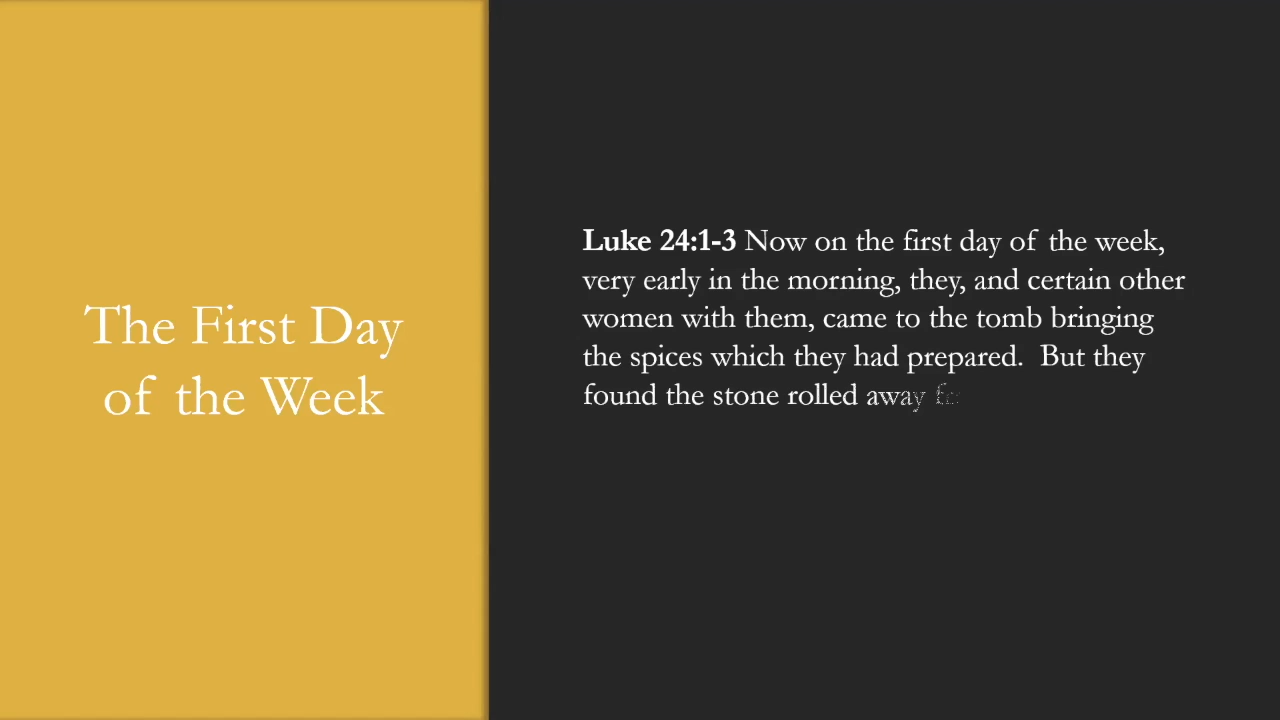 The First Day
of the Week
Luke 24:1-3 Now on the first day of the week,
very early in the morning, they, and certain other
women with them, came to the tomb bringing
the spices which they had prepared.  But they
found the stone rolled away